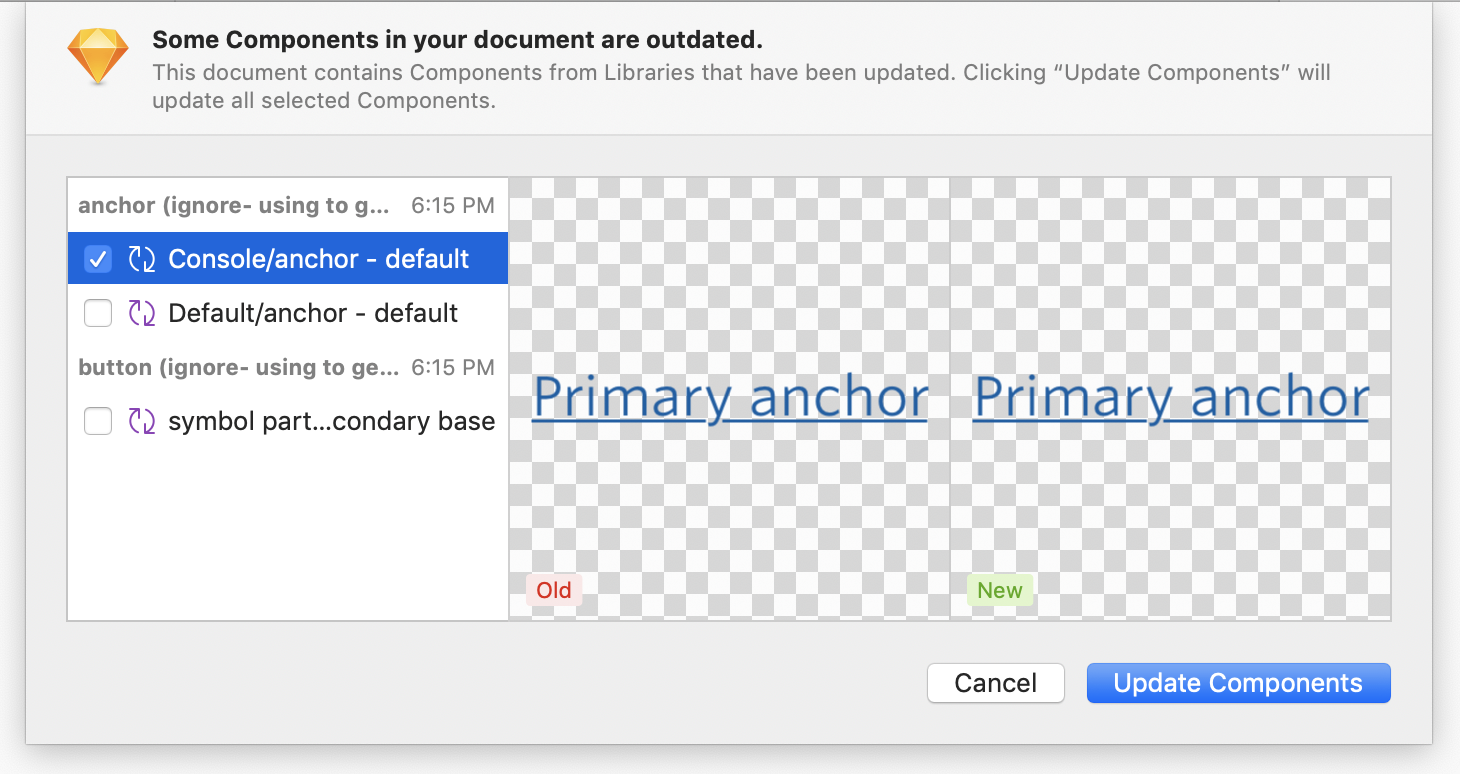 Some Components in your document are outdated.
This document contains Components from Libraries that have been updated. Clicking “Update Components” will
update all selected Components.
anchor (ignore- using to g... 6:15 PM
Console/anchor - default
Default/anchor - default
button (ignore- using to ge... 6:15 PM
symbol part...condary base
Primary anchor
Old
Primary anchor
New
Cancel
Update Components